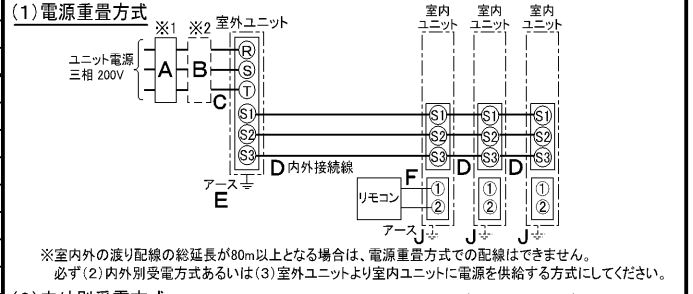 (1)電源重畳方式
※1 ※2 室外ユニット
室内
ユニット
室内
ユニット
室内
ユニット
ユニット電源
三相 200V
A
B
C
R
S
T
S1
S2
S3
S1
S2
S3
S1
S2
S3
S1
S2
S3
D 内外接続線
D
D
アース
E
リモコン
F
①
②
①
②
①
②
アース
J
J
J
※室内外の渡り配線の総延長が80m以上となる場合は、電源重畳方式での配線はできません。
必ず(2)内外別受電方式あるいは(3)室外ユニットより室内ユニットに電源を供給する方式にしてください。